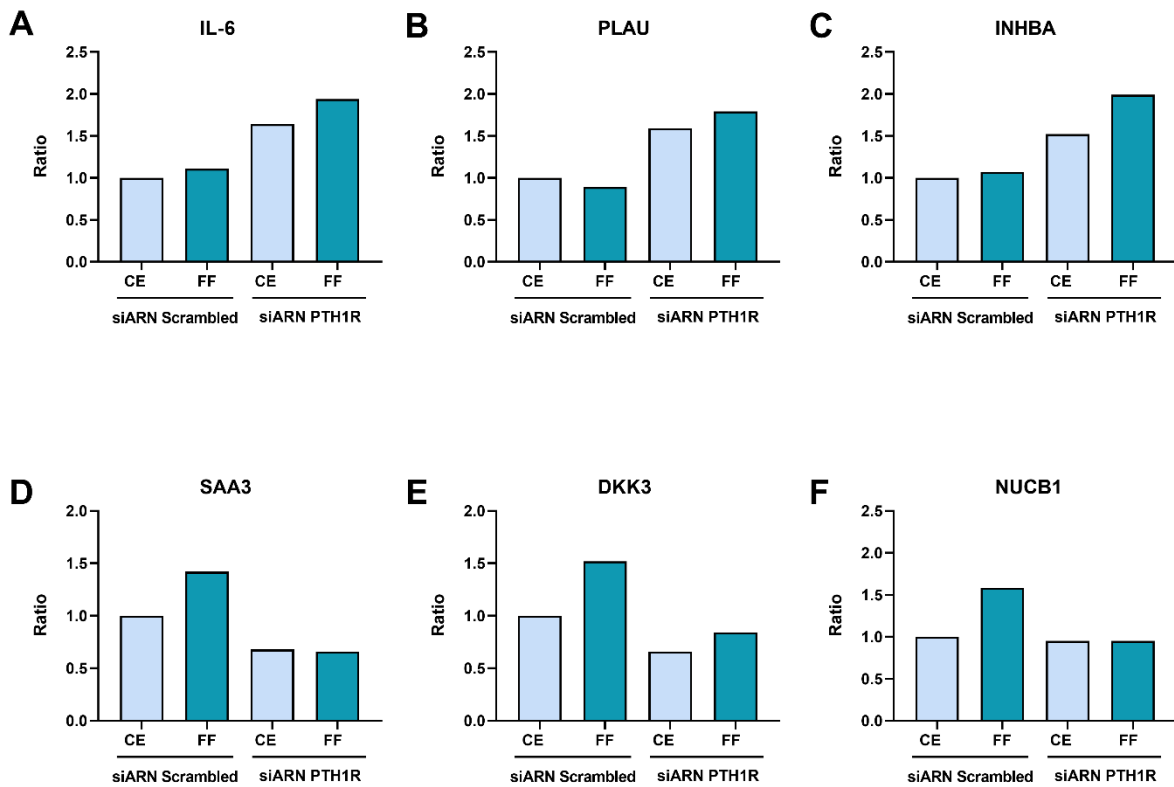 A
IL-6
2.5
2.0
1.5
1.0
0.5
0.0
Ratio
CE FF CE FF
siARN Scrambled siARN PTH1R
B
PLAU
2.5
2.0
1.5
1.0
0.5
0.0
Ratio
CE FF CE FF
siARN Scrambled siARN PTH1R
C
INHBA
2.5
2.0
1.5
1.0
0.5
0.0
Ratio
CE FF CE FF
siARN Scrambled siARN PTH1R
D
SAA3
2.0
1.5
1.0
0.5
0.0
Ratio
CE FF CE FF
siARN Scrambled siARN PTH1R
E
DKK3
2.0
1.5
1.0
0.5
0.0
Ratio
CE FF CE FF
siARN Scrambled siARN PTH1R
F
NUCB1
2.5
2.0
1.5
1.0
0.5
0.0
Ratio
CE FF CE FF
siARN Scrambled siARN PTH1R